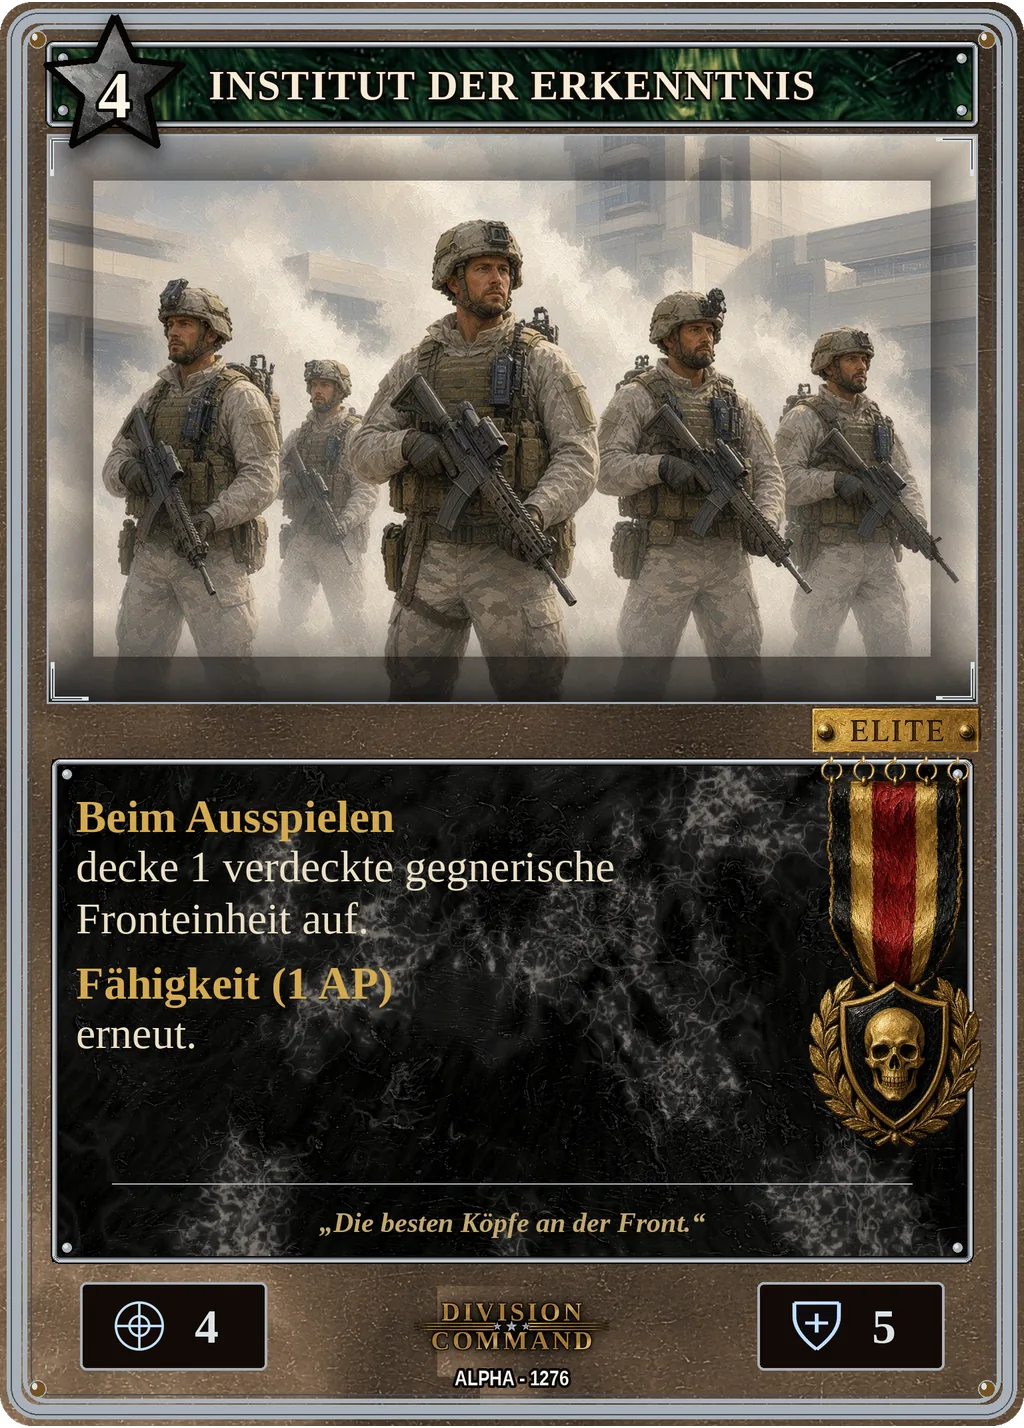 4
INSTITUT DER ERKENNTNIS
ELITE
Beim Ausspielen
decke 1 verdeckte gegnerische
Fronteinheit auf.
Fähigkeit (1 AP)
erneut.
„Die besten Köpfe an der Front.“
4
DIVISION
COMMAND
5
ALPHA - 1276